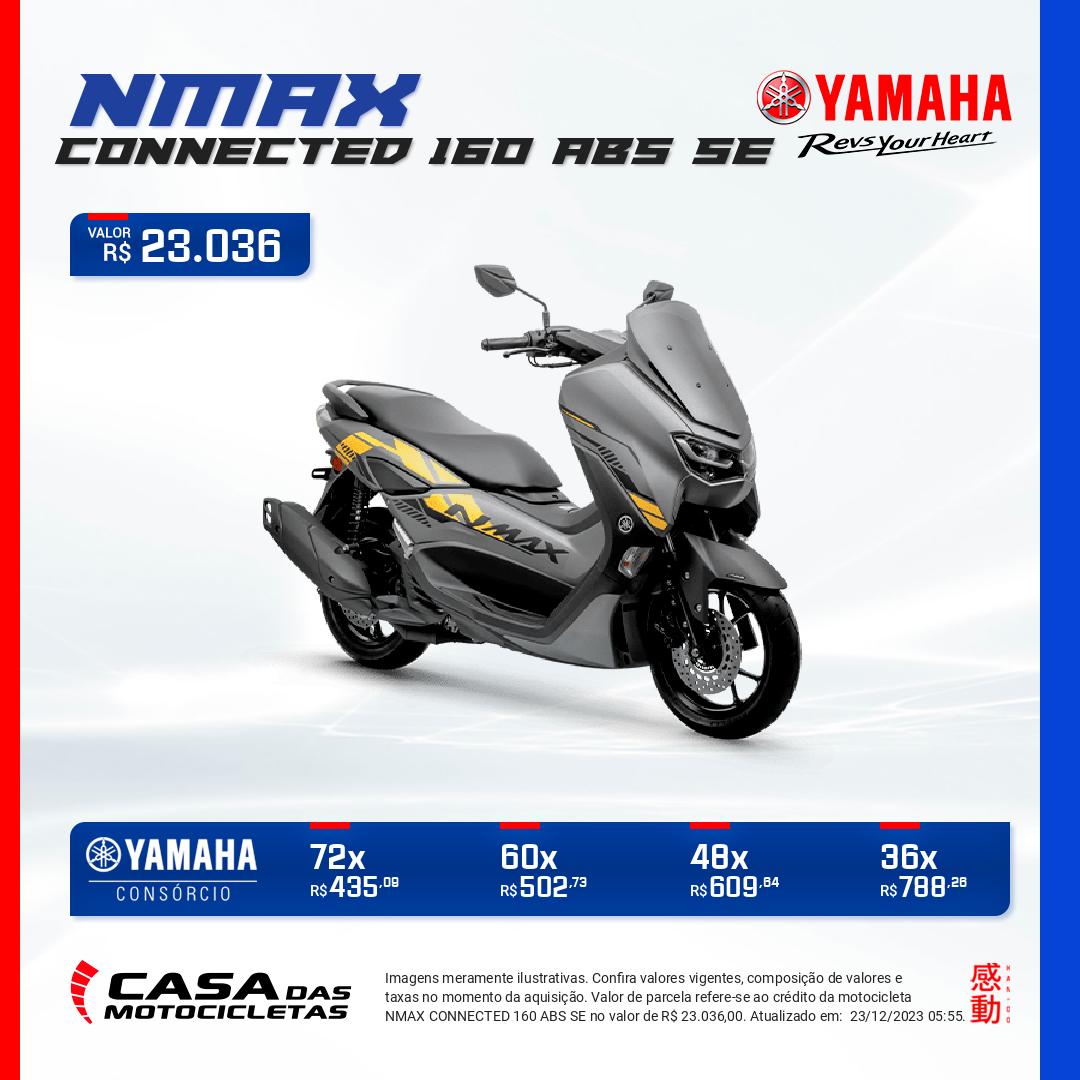 NMAX
CONNECTED 160 ABS SE
YAMAHA
Revs Your Heart
VALOR
R$ 23.036
NMAX
YAMAHA
CONSÓRCIO
72x
R$435,09
60x
R$502,73
48x
R$609,64
36x
R$788,26
CASA DAS
MOTOCICLETAS
Imagens meramente ilustrativas. Confira valores vigentes, composição de valores e
taxas no momento da aquisição. Valor de parcela refere-se ao crédito da motocicleta
NMAX CONNECTED 160 ABS SE no valor de R$ 23.036,00. Atualizado em: 23/12/2023 05:55.
感動